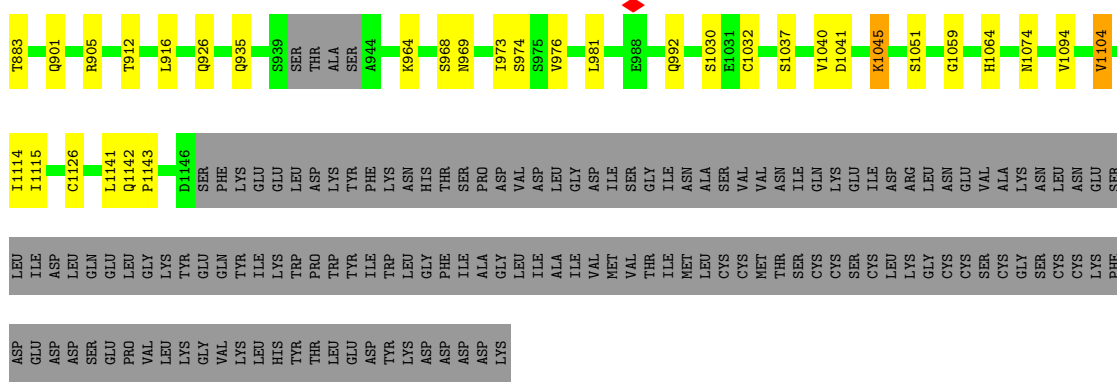 T883 Q901 R905 T912 L916 Q926 Q935 S939 SER THR ALA SER A944 K964 S968 N969 I973 S974 S975 V976 L981 E988 Q992 S1030 E1031 C1032 S1037 V1040 D1041 K1045 S1051 G1059 H1064 N1074 V1094 V1104
I1114 I1115 C1126 L1141 Q1142 P1143 D1146 SER PHE LYS GLU GLU LEU ASP LYS TYR PHE LYS ASN HIS THR SER PRO ASP VAL ASP LEU GLY ASP ILE SER GLY ILE ASN ALA SER VAL VAL ASN ILE GLN LYS GLU ILE ASP ARG LEU ASN GLU VAL ALA LYS ASN LEU ASN GLU SER
LEU ILE ASP LEU GLN GLU LEU GLY LYS TYR GLU GLN TYR ILE LYS TRP PRO TRP TYR ILE TRP LEU GLY PHE ILE ALA GLY LEU ILE ALA ILE VAL MET VAL THR ILE MET LEU CYS CYS MET THR SER CYS CYS SER CYS LEU LYS GLY CYS CYS SER CYS GLY SER CYS CYS LYS PHE
ASP GLU ASP ASP SER GLU PRO VAL LEU LYS GLY VAL LYS LEU HIS TYR THR LEU GLU ASP TYR LYS ASP ASP ASP ASP LYS